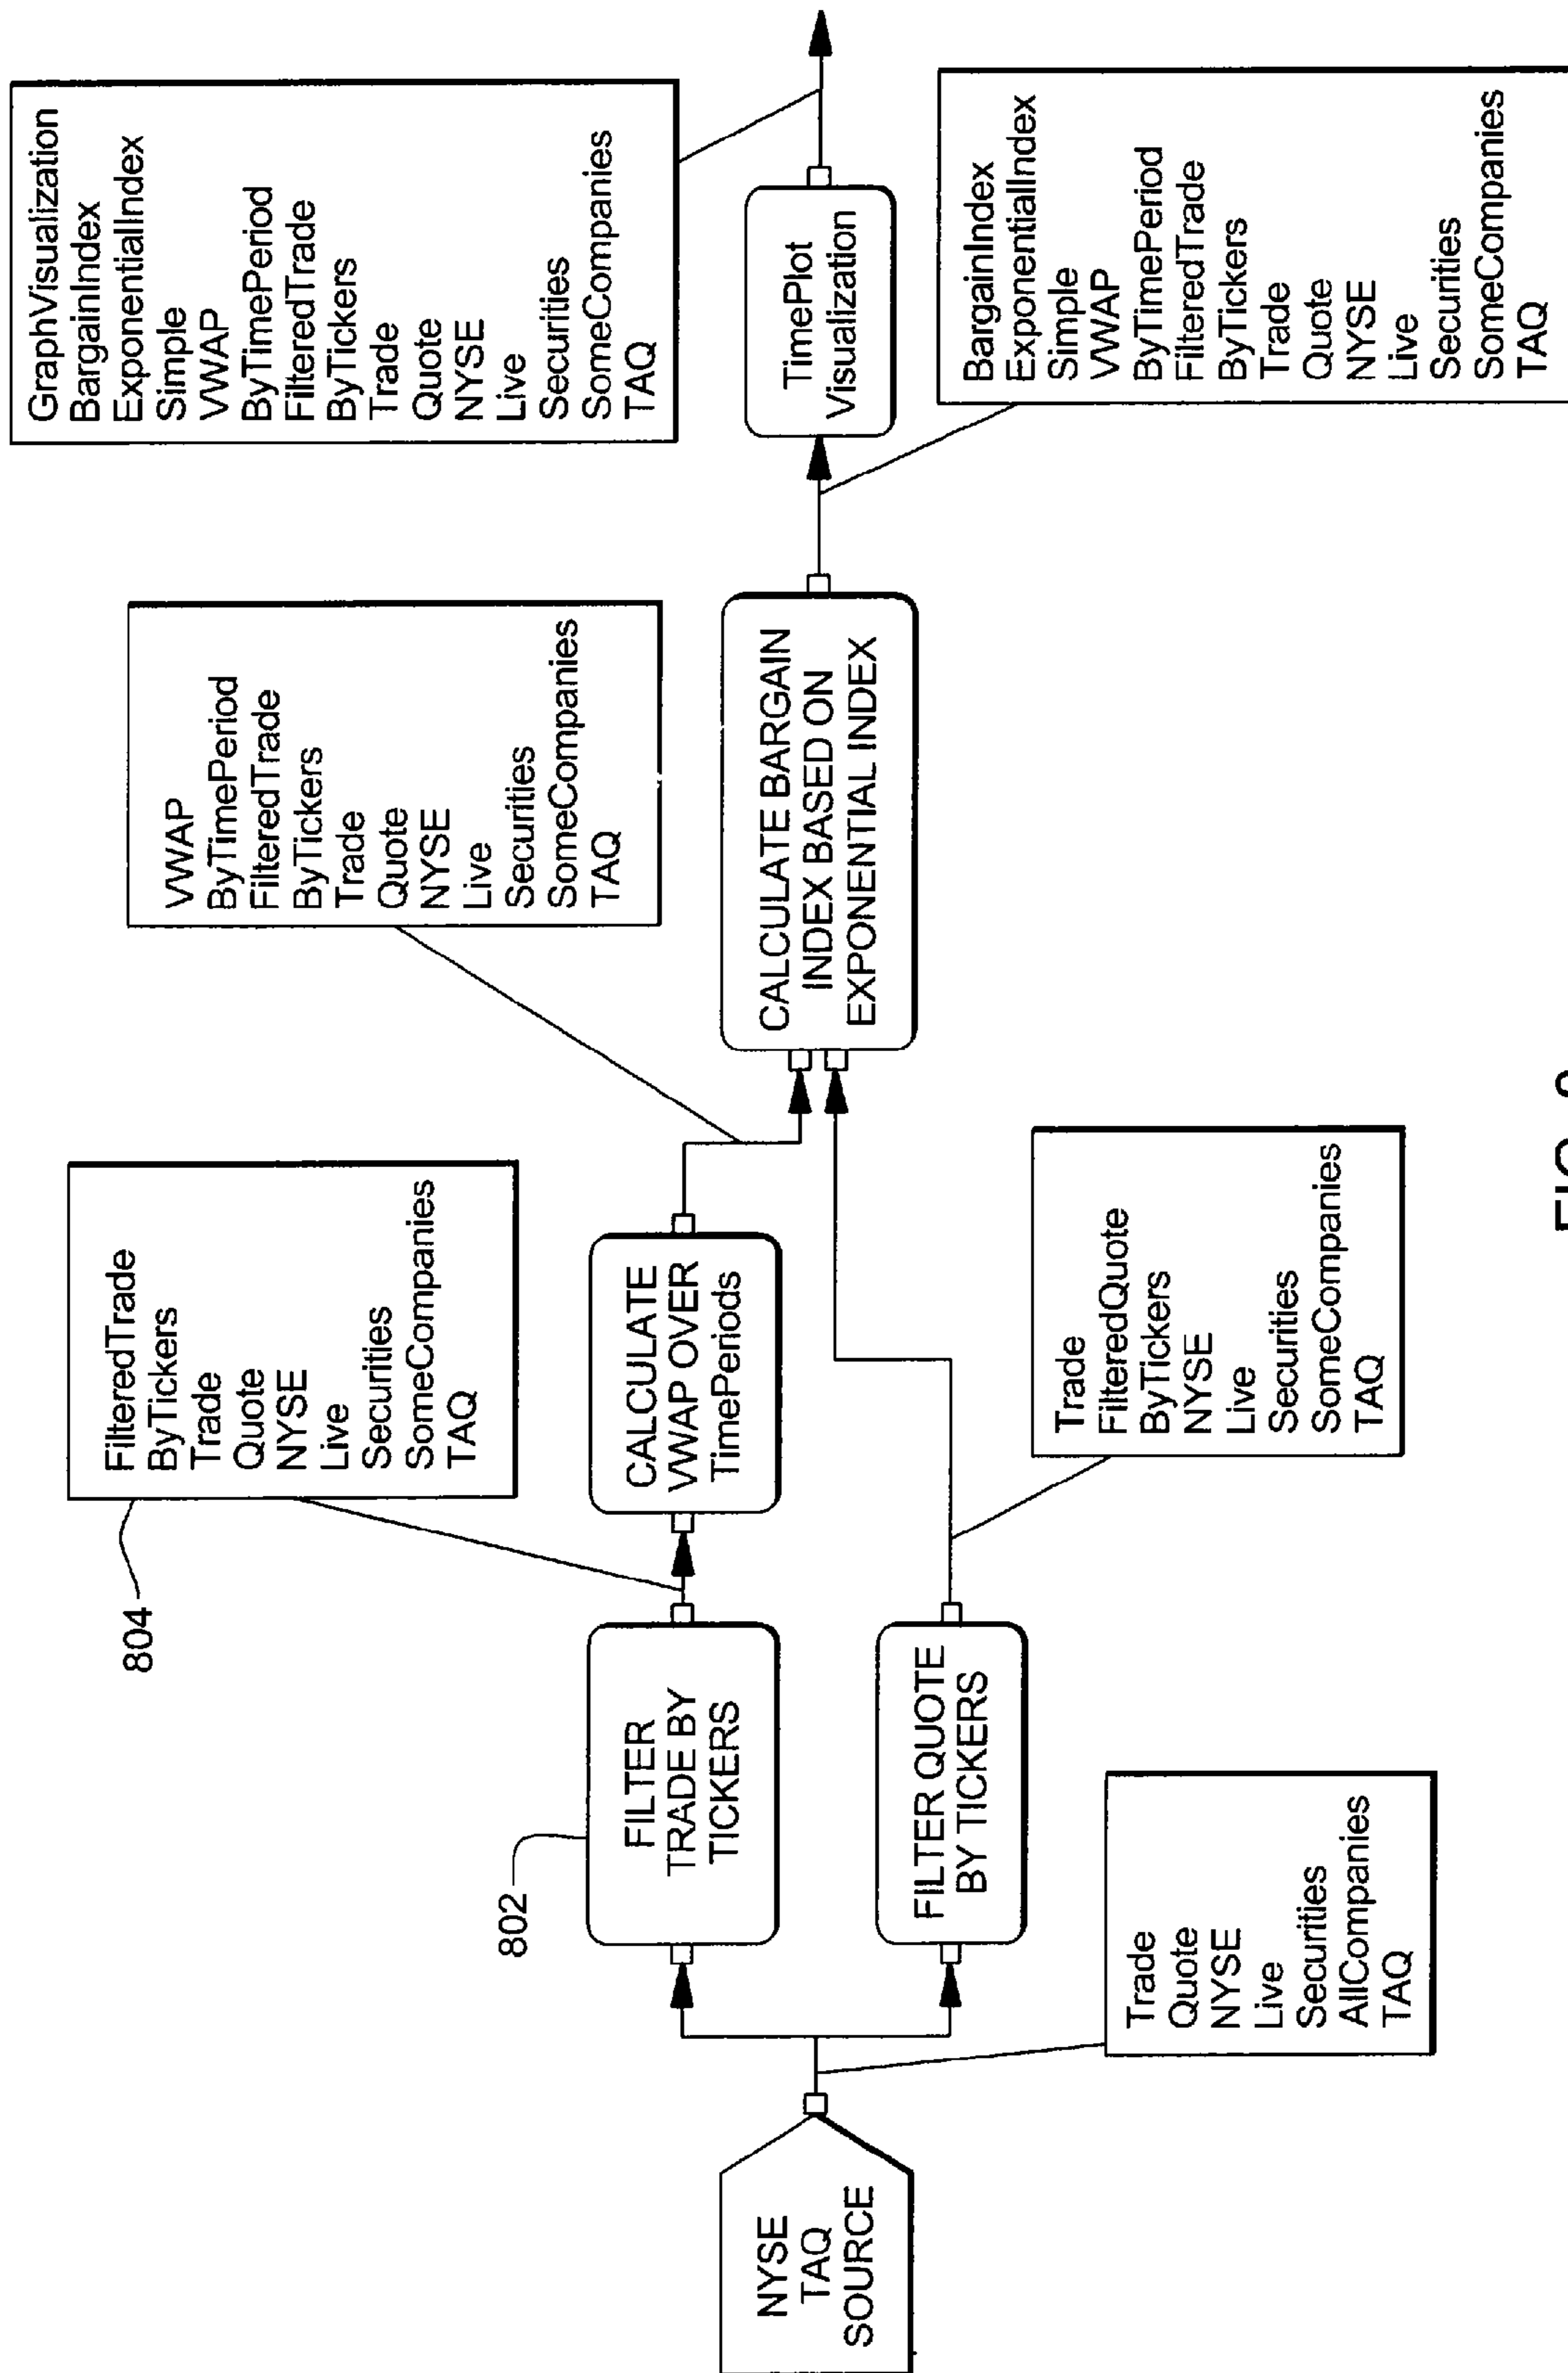 NYSE
TAQ
SOURCE
Trade
Quote
NYSE
Live
Securities
AllCompanies
TAQ
802
FILTER
TRADE BY
TICKERS
FILTER QUOTE
BY TICKERS
804
FilteredTrade
ByTickers
Trade
Quote
NYSE
Live
Securities
SomeCompanies
TAQ
CALCULATE
VWAP OVER
TimePeriods
Trade
FilteredQuote
ByTickers
NYSE
Live
Securities
SomeCompanies
TAQ
VWAP
ByTimePeriod
FilteredTrade
ByTickers
Trade
Quote
NYSE
Live
Securities
SomeCompanies
TAQ
CALCULATE BARGAIN
INDEX BASED ON
EXPONENTIAL INDEX
GraphVisualization
BargainIndex
ExponentialIndex
Simple
VWAP
ByTimePeriod
FilteredTrade
ByTickers
Trade
Quote
NYSE
Live
Securities
SomeCompanies
TAQ
TimePlot
Visualization
BargainIndex
ExponentialIndex
Simple
VWAP
ByTimePeriod
FilteredTrade
ByTickers
Trade
Quote
NYSE
Live
Securities
SomeCompanies
TAQ
FIG.